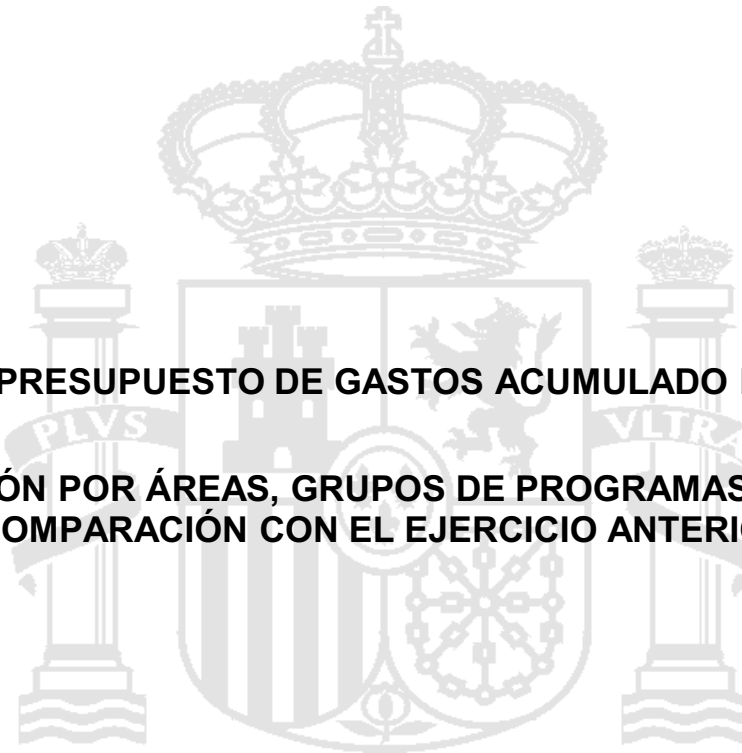 PRESUPUESTO DE GASTOS ACUMULADO
PLVS
VLTRA
ÓN POR ÁREAS, GRUPOS DE PROGRAMAS
OMPARACIÓN CON EL EJERCICIO ANTERI